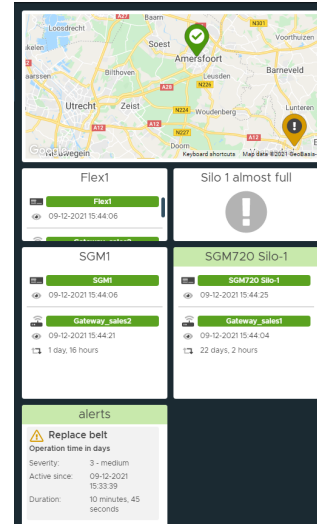 A27
Baarn
N301
Loosdrecht
Voorthuizen
Soest
Amersfoort
Bilthoven
Leusden
Barneveld
A28
N226
Utrecht
Zeist
N224
Woudenberg
Lunteren
A12
N227
A12
Doorn
Google
Nieuwegein
Keyboard shortcuts
Map data ©2021 GeoBasis-
Flex1
Flex1
09-12-2021 15:44:06
Silo 1 almost full
SGM1
SGM1
09-12-2021 15:44:06
Gateway_sales2
09-12-2021 15:44:21
1 day, 16 hours
SGM720 Silo-1
SGM720 Silo-1
09-12-2021 15:44:25
Gateway_sales1
09-12-2021 15:44:04
22 days, 2 hours
alerts
Replace belt
Operation time in days
Severity: 3 - medium
Active since: 09-12-2021
15:33:39
Duration: 10 minutes, 45
seconds